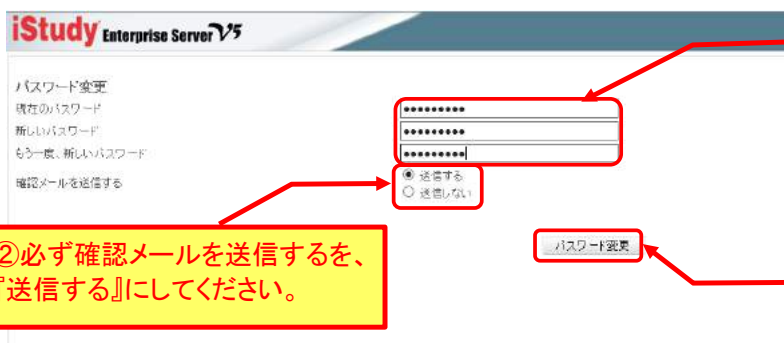 iStudy Enterprise Server V5
パスワード変更
現在のパスワード
新しいパスワード
もう一度、新しいパスワード
確認メールを送信する
送信する
送信しない
パスワード変更
②必ず確認メールを送信するを、
『送信する』にしてください。